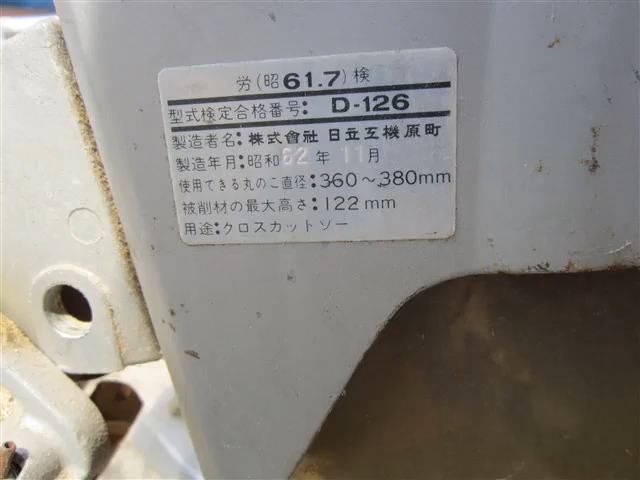 労(昭61.7)検
型式検定合格番号: D-126
製造者名: 株式會社 日立工機原町
製造年月: 昭和62年11月
使用できる丸のこ直径: 360～380mm
被削材の最大高さ: 122mm
用途: クロスカットソー